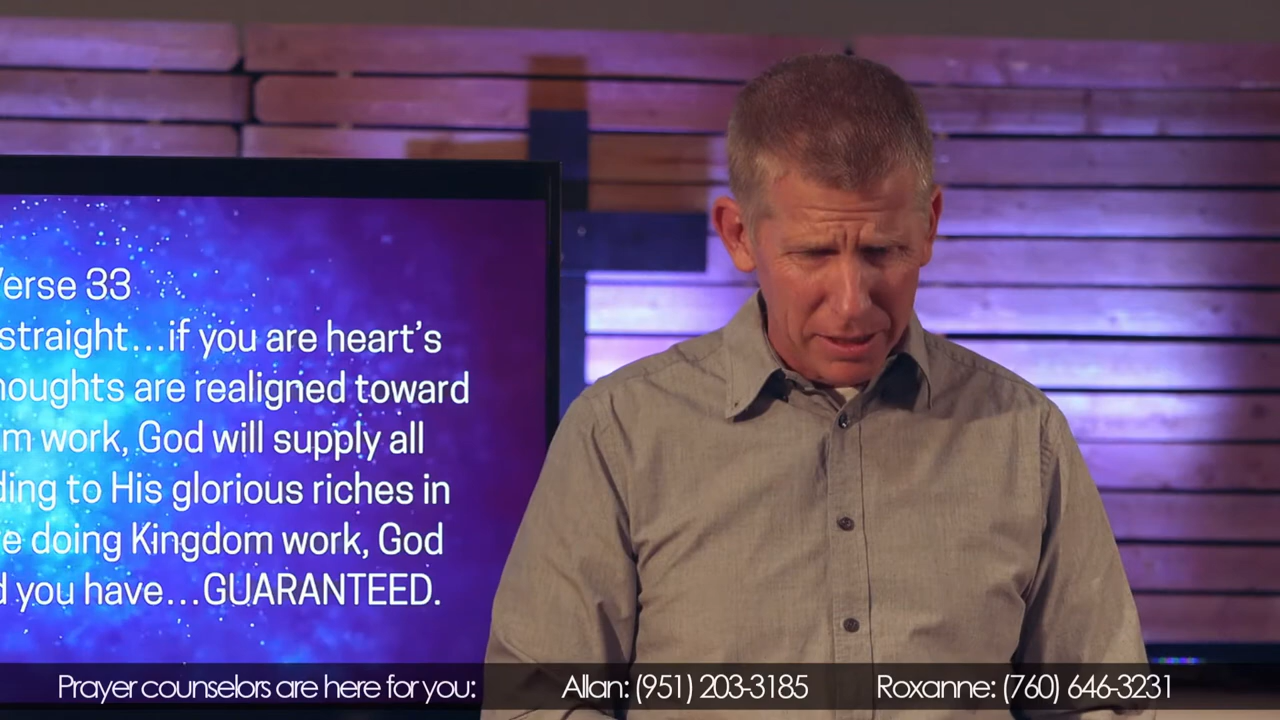 Verse 33
straight...if you are heart's
thoughts are realigned toward
m work, God will supply all
ding to His glorious riches in
e doing Kingdom work, God
d you have...GUARANTEED.
Prayer counselors are here for you: Allan: (951) 203-3185 Roxanne: (760) 646-3231